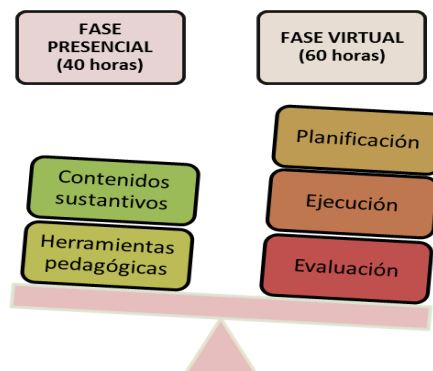 FASE
PRESENCIAL
(40 horas)
FASE VIRTUAL
(60 horas)
Contenidos
sustantivos
Herramientas
pedagógicas
Planificación
Ejecución
Evaluación